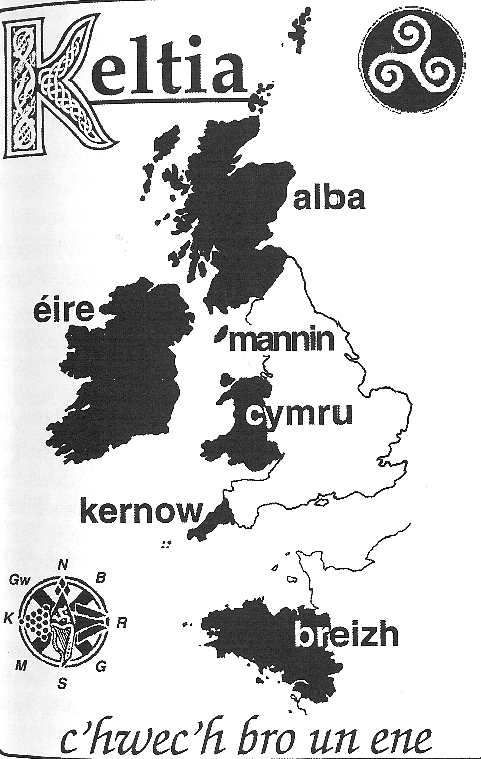 Keltia
alba
éire
mannin
cymru
kernow
N
Gw B
K R
M G
S
breizh
c'hwec'h bro un ene